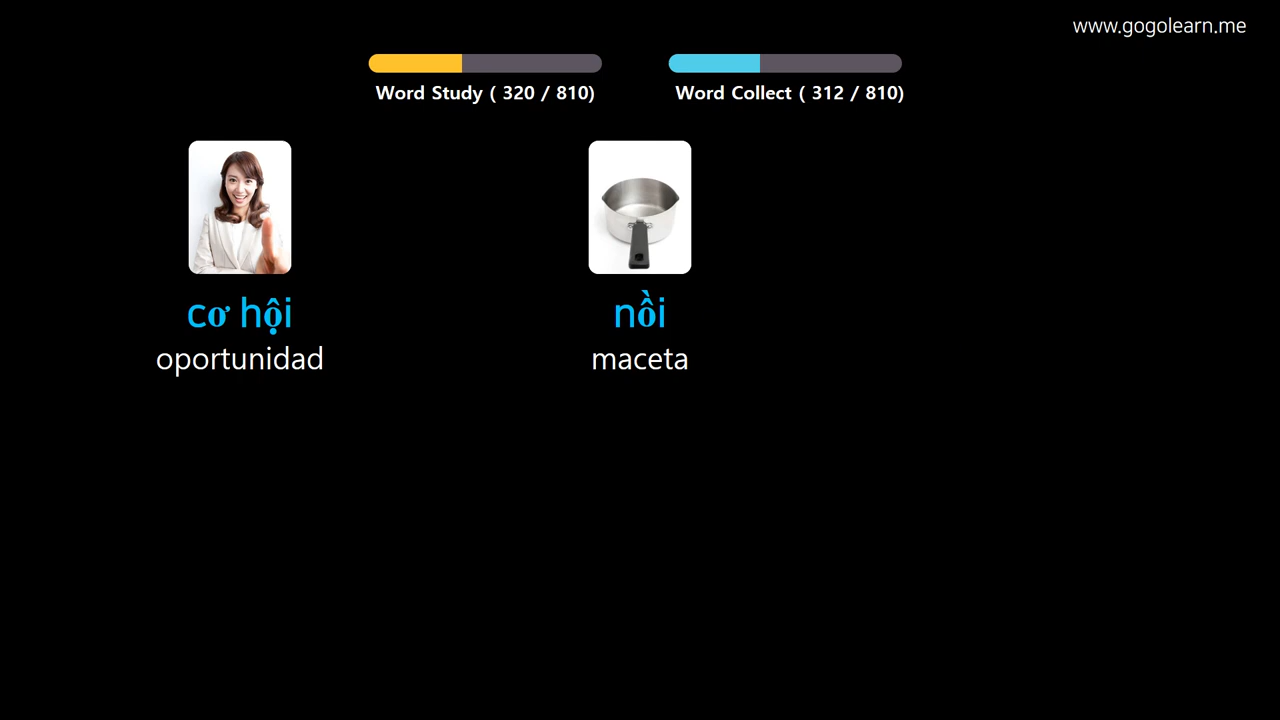 www.gogolearn.me
Word Study ( 320 / 810)
Word Collect ( 312 / 810)
cơ hội
oportunidad
nồi
maceta